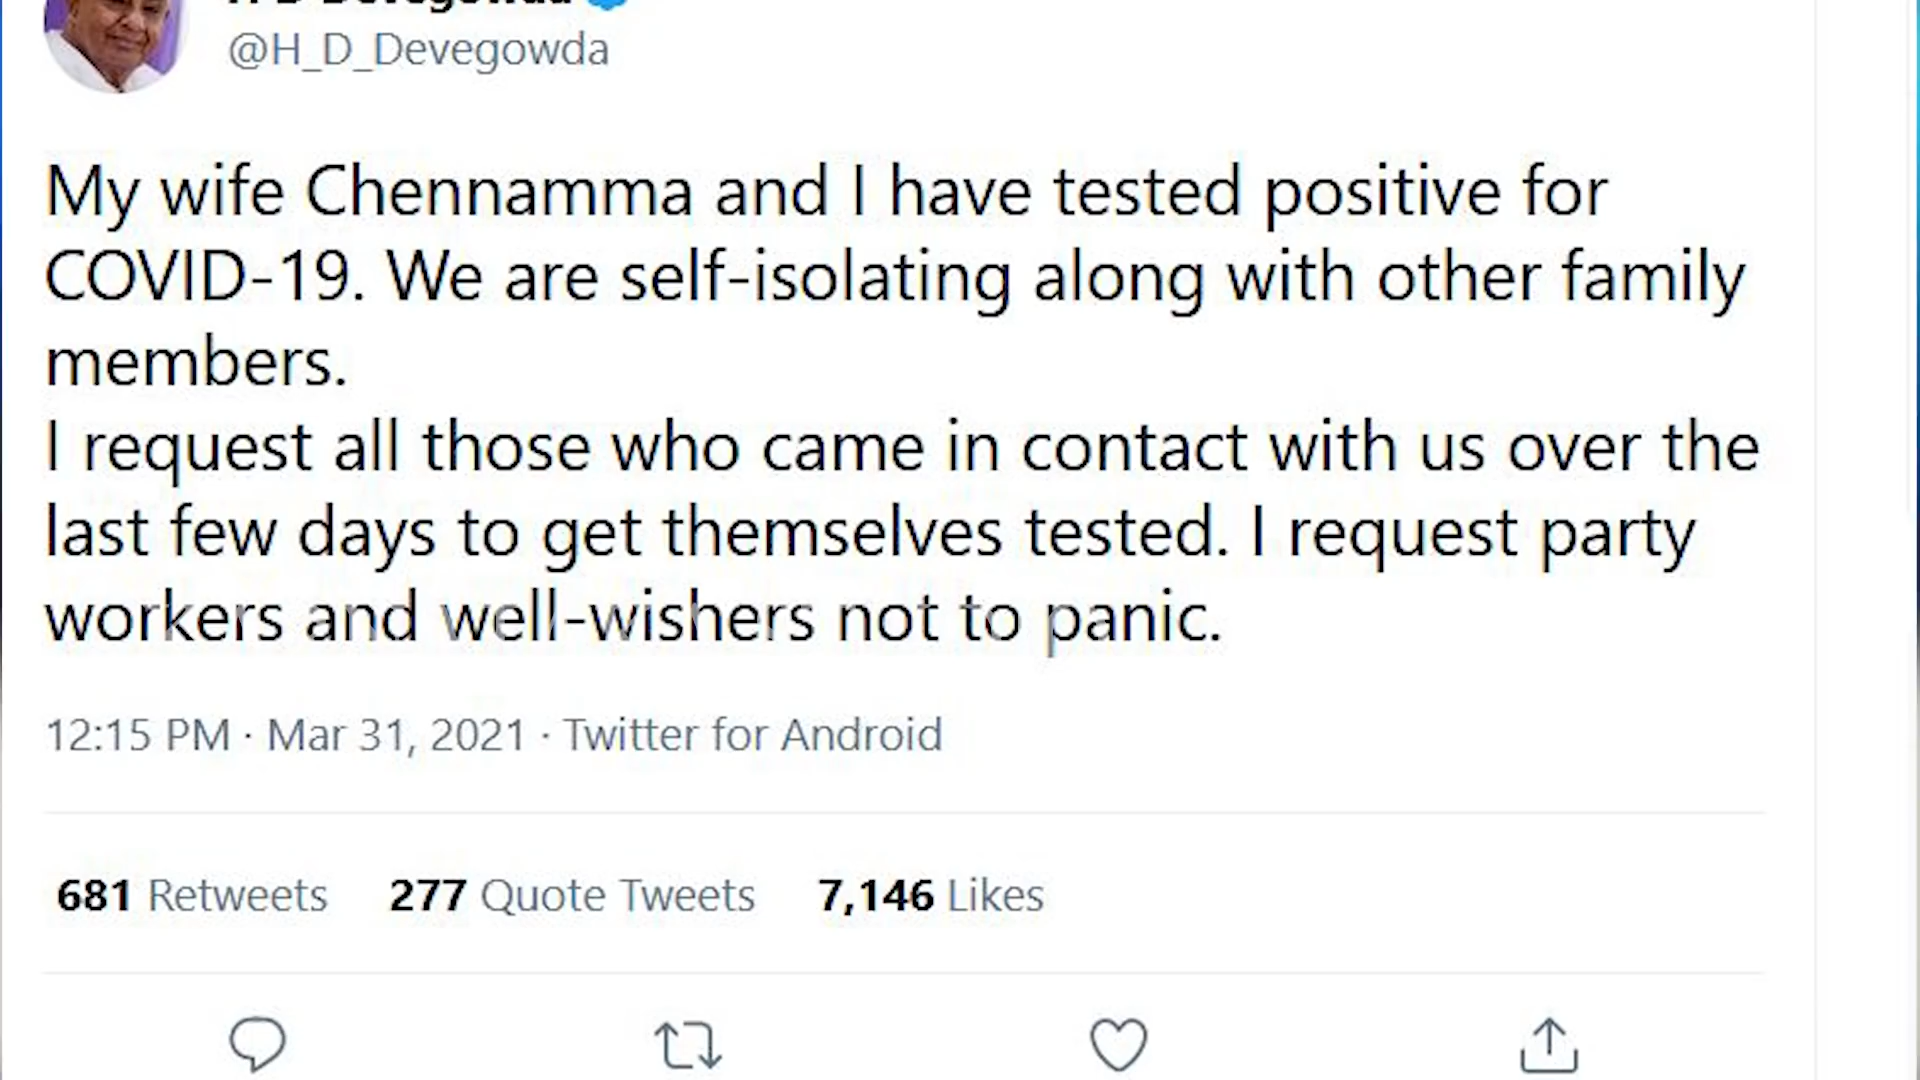 H D Devegowda
@H_D_Devegowda
My wife Chennamma and I have tested positive for
COVID-19. We are self-isolating along with other family
members.
I request all those who came in contact with us over the
last few days to get themselves tested. I request party
workers and well-wishers not to panic.
12:15 PM · Mar 31, 2021 · Twitter for Android
681 Retweets 277 Quote Tweets 7,146 Likes